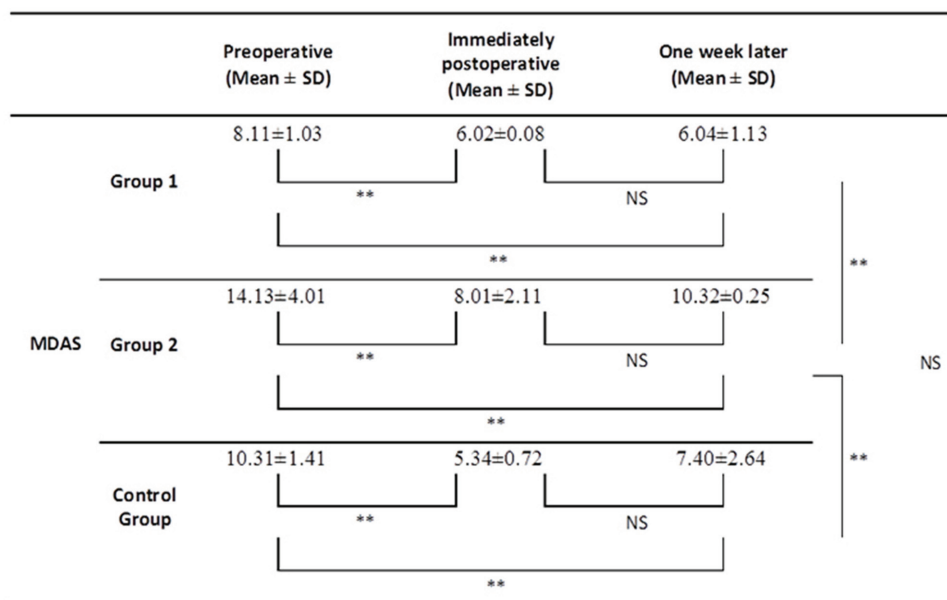 Preoperative
(Mean ± SD)
Immediately
postoperative
(Mean ± SD)
One week later
(Mean ± SD)
MDAS
Group 1
8.11±1.03 6.02±0.08 6.04±1.13
** NS
**
Group 2
14.13±4.01 8.01±2.11 10.32±0.25
** NS
**
Control
Group
10.31±1.41 5.34±0.72 7.40±2.64
** NS
**
**
**
NS